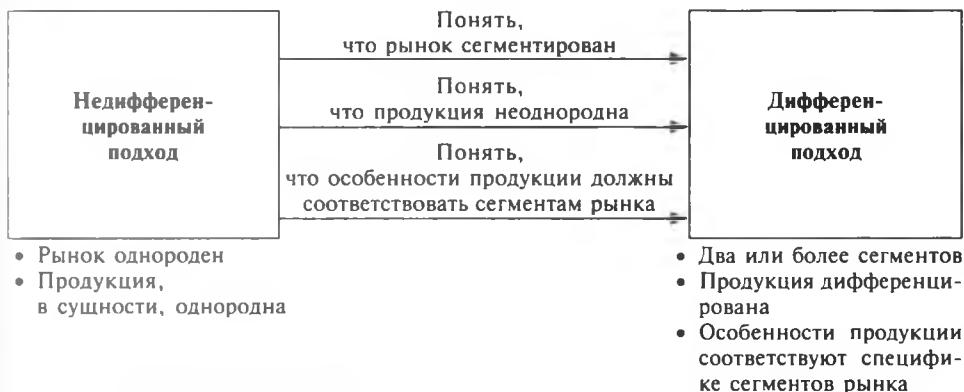 Понять,
что рынок сегментирован
Недифферен-
цированный
подход
Понять,
что продукция неоднородна
Понять,
что особенности продукции должны
соответствовать сегментам рынка
Дифферен-
цированный
подход
• Рынок однороден
• Продукция,
в сущности, однородна
• Два или более сегментов
• Продукция дифференци-
рована
• Особенности продукции
соответствуют специфи-
ке сегментов рынка